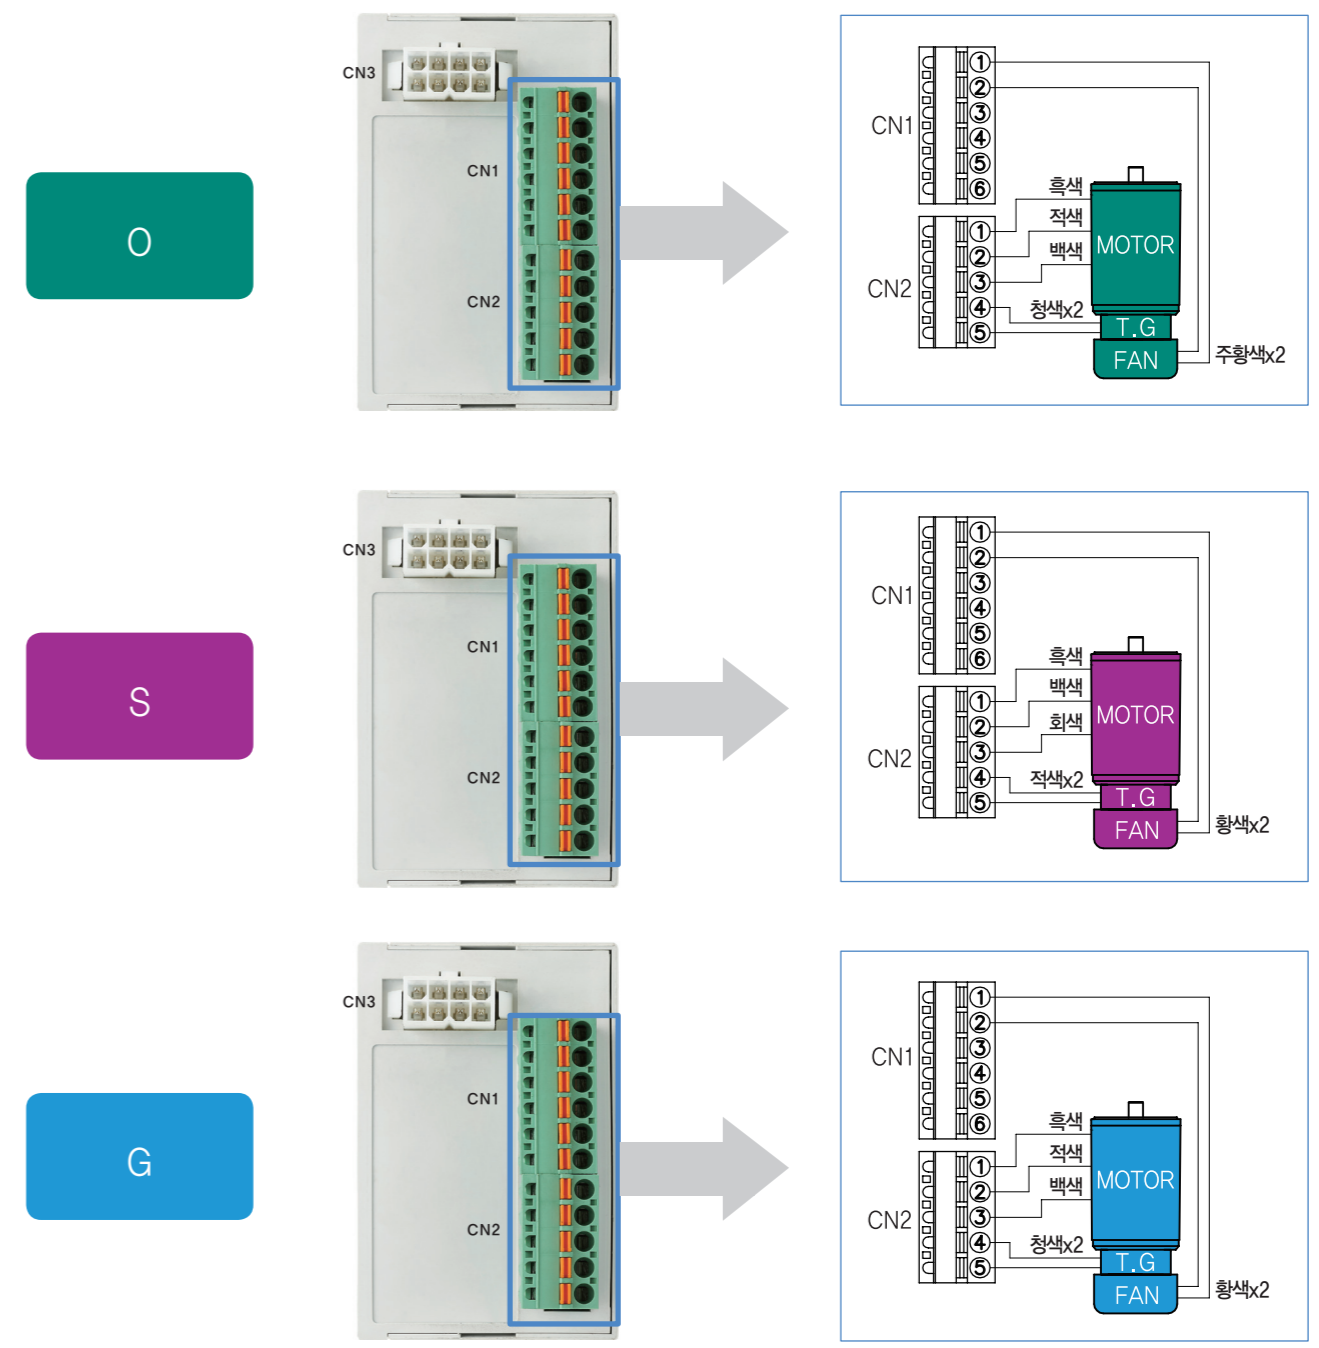 O
CN3
CN1
CN2
CN1
①
②
③
④
⑤
⑥
CN2
①
②
③
④
⑤
흑색
적색
백색
청색x2
MOTOR
T.G
FAN
주황색x2
S
CN3
CN1
CN2
CN1
①
②
③
④
⑤
⑥
CN2
①
②
③
④
⑤
흑색
백색
회색
적색x2
MOTOR
T.G
FAN
황색x2
G
CN3
CN1
CN2
CN1
①
②
③
④
⑤
⑥
CN2
①
②
③
④
⑤
흑색
적색
백색
청색x2
MOTOR
T.G
FAN
황색x2